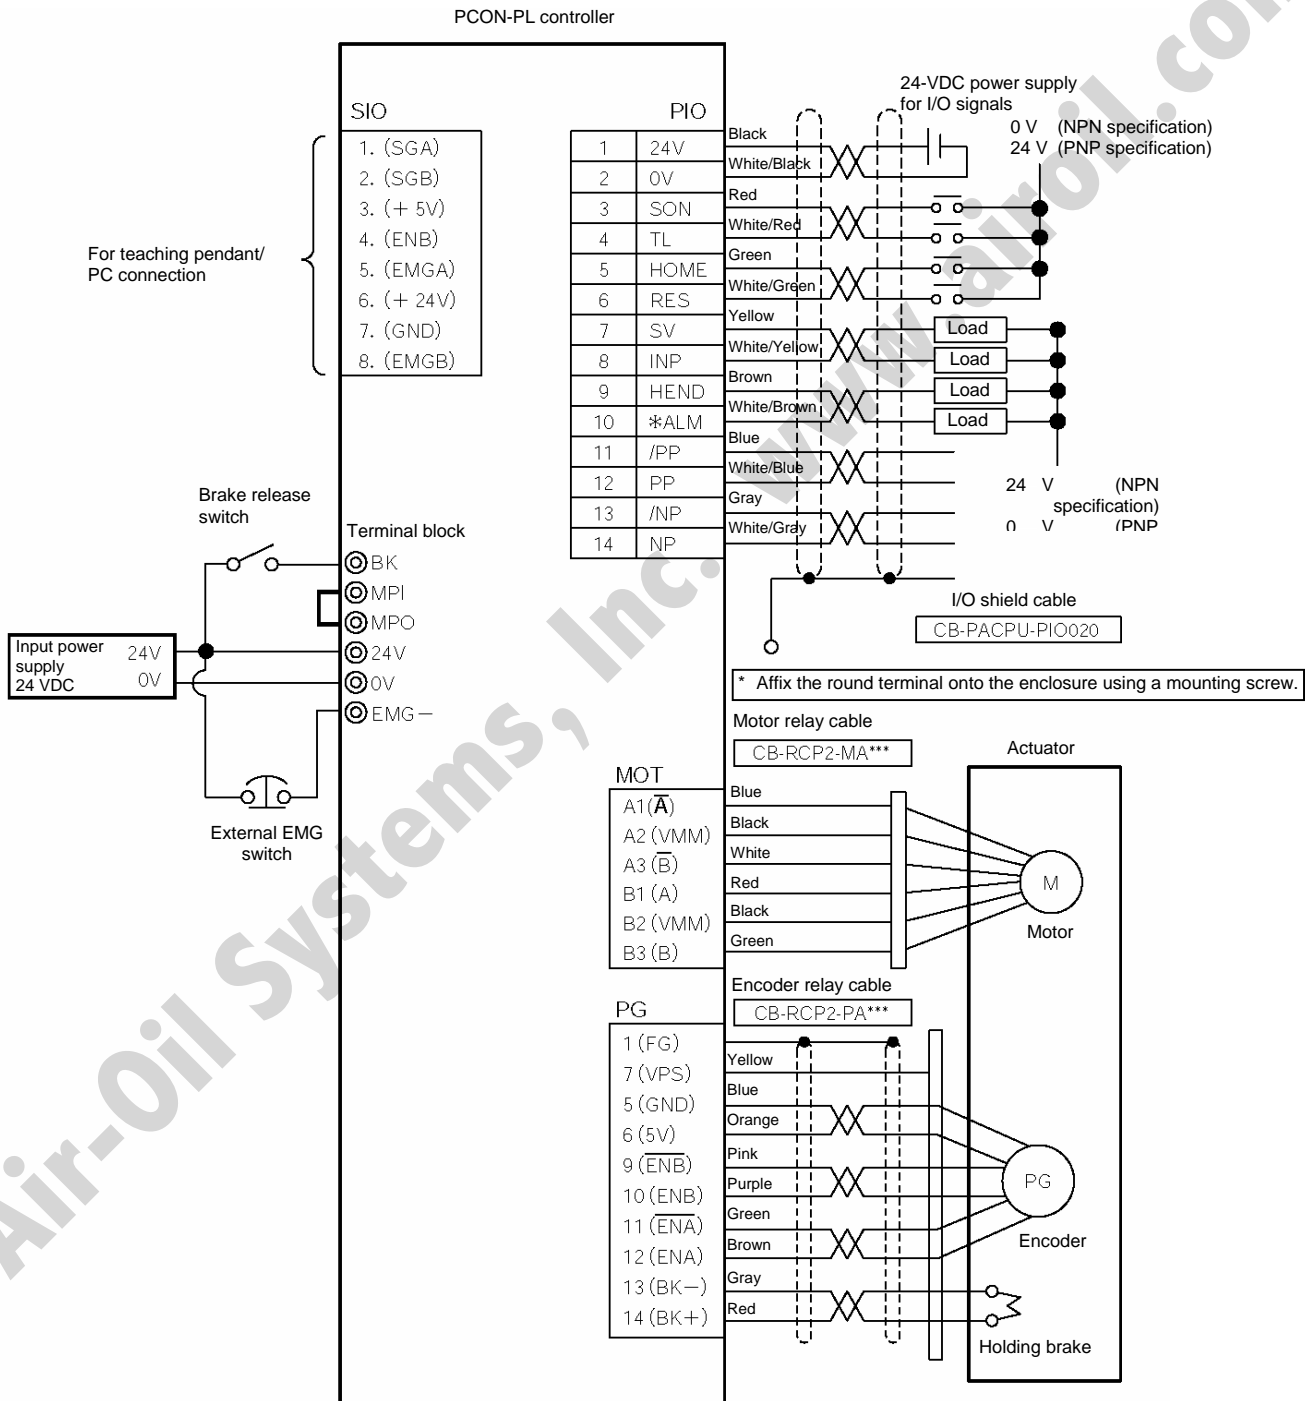 PCON-PL controller
SIO
1. (SGA)
2. (SGB)
3. (+ 5V)
4. (ENB)
5. (EMGA)
6. (+ 24V)
7. (GND)
8. (EMGB)
For teaching pendant/
PC connection
PIO
1 24V
2 0V
3 SON
4 TL
5 HOME
6 RES
7 SV
8 INP
9 HEND
10 *ALM
11 /PP
12 PP
13 /NP
14 NP
Black
White/Black
Red
White/Red
Green
White/Green
Yellow
White/Yellow
Brown
White/Brown
Blue
White/Blue
Gray
White/Gray
24-VDC power supply
for I/O signals
0 V (NPN specification)
24 V (PNP specification)
Load
Load
Load
Load
24 V (NPN
specification)
0 V (PNP
I/O shield cable
CB-PACPU-PIO020
* Affix the round terminal onto the enclosure using a mounting screw.
Brake release
switch
Terminal block
BK
MPI
MPO
24V
0V
EMG−
Input power
supply
24 VDC
24V
0V
External EMG
switch
Motor relay cable
CB-RCP2-MA***
MOT
A1(A̅)
A2(VMM)
A3(B̅)
B1(A)
B2(VMM)
B3(B)
Blue
Black
White
Red
Black
Green
Actuator
M
Motor
Encoder relay cable
CB-RCP2-PA***
PG
1(FG)
7(VPS)
5(GND)
6(5V)
9(E̅N̅B̅)
10(ENB)
11(E̅N̅A̅)
12(ENA)
13(BK−)
14(BK+)
Yellow
Blue
Orange
Pink
Purple
Green
Brown
Gray
Red
PG
Encoder
Holding brake
Air-Oil Systems, Inc. www.airoil.com